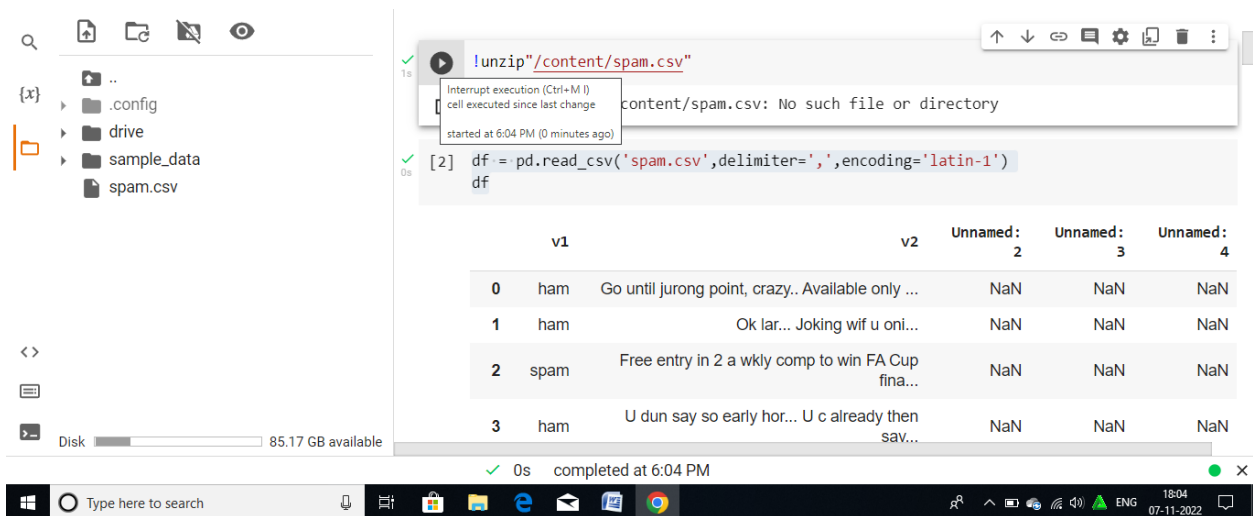 {x}
..
.config
drive
sample_data
spam.csv
<>
Disk
85.17 GB available
1s
!unzip"/content/spam.csv"
Interrupt execution (Ctrl+M I)
cell executed since last change
started at 6:04 PM (0 minutes ago)
content/spam.csv: No such file or directory
0s
[2] df = pd.read_csv('spam.csv',delimiter=',',encoding='latin-1')
df
v1 v2 Unnamed: 2 Unnamed: 3 Unnamed: 4
0 ham Go until jurong point, crazy.. Available only ... NaN NaN NaN
1 ham Ok lar... Joking wif u oni... NaN NaN NaN
2 spam Free entry in 2 a wkly comp to win FA Cup
fina... NaN NaN NaN
3 ham U dun say so early hor... U c already then
say... NaN NaN NaN
0s completed at 6:04 PM
Type here to search
ENG
18:04
07-11-2022